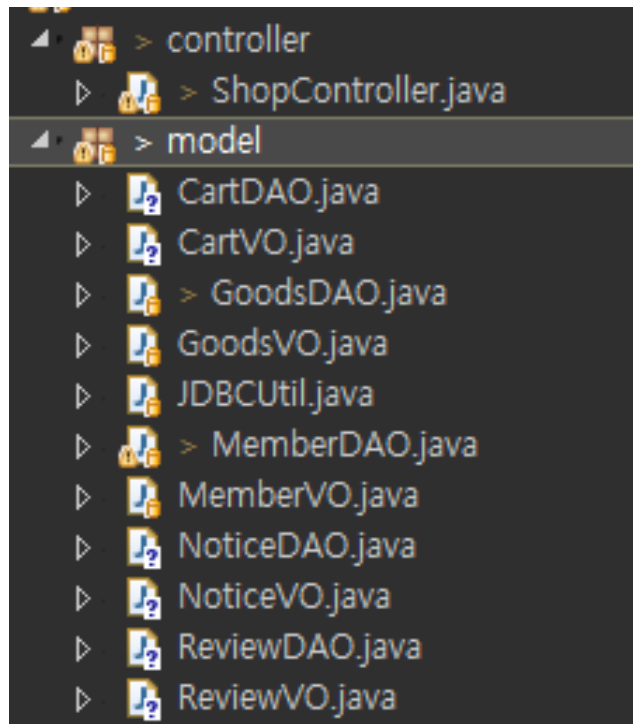 > controller
> ShopController.java
> model
CartDAO.java
CartVO.java
> GoodsDAO.java
GoodsVO.java
JDBCUtil.java
> MemberDAO.java
MemberVO.java
NoticeDAO.java
NoticeVO.java
ReviewDAO.java
ReviewVO.java